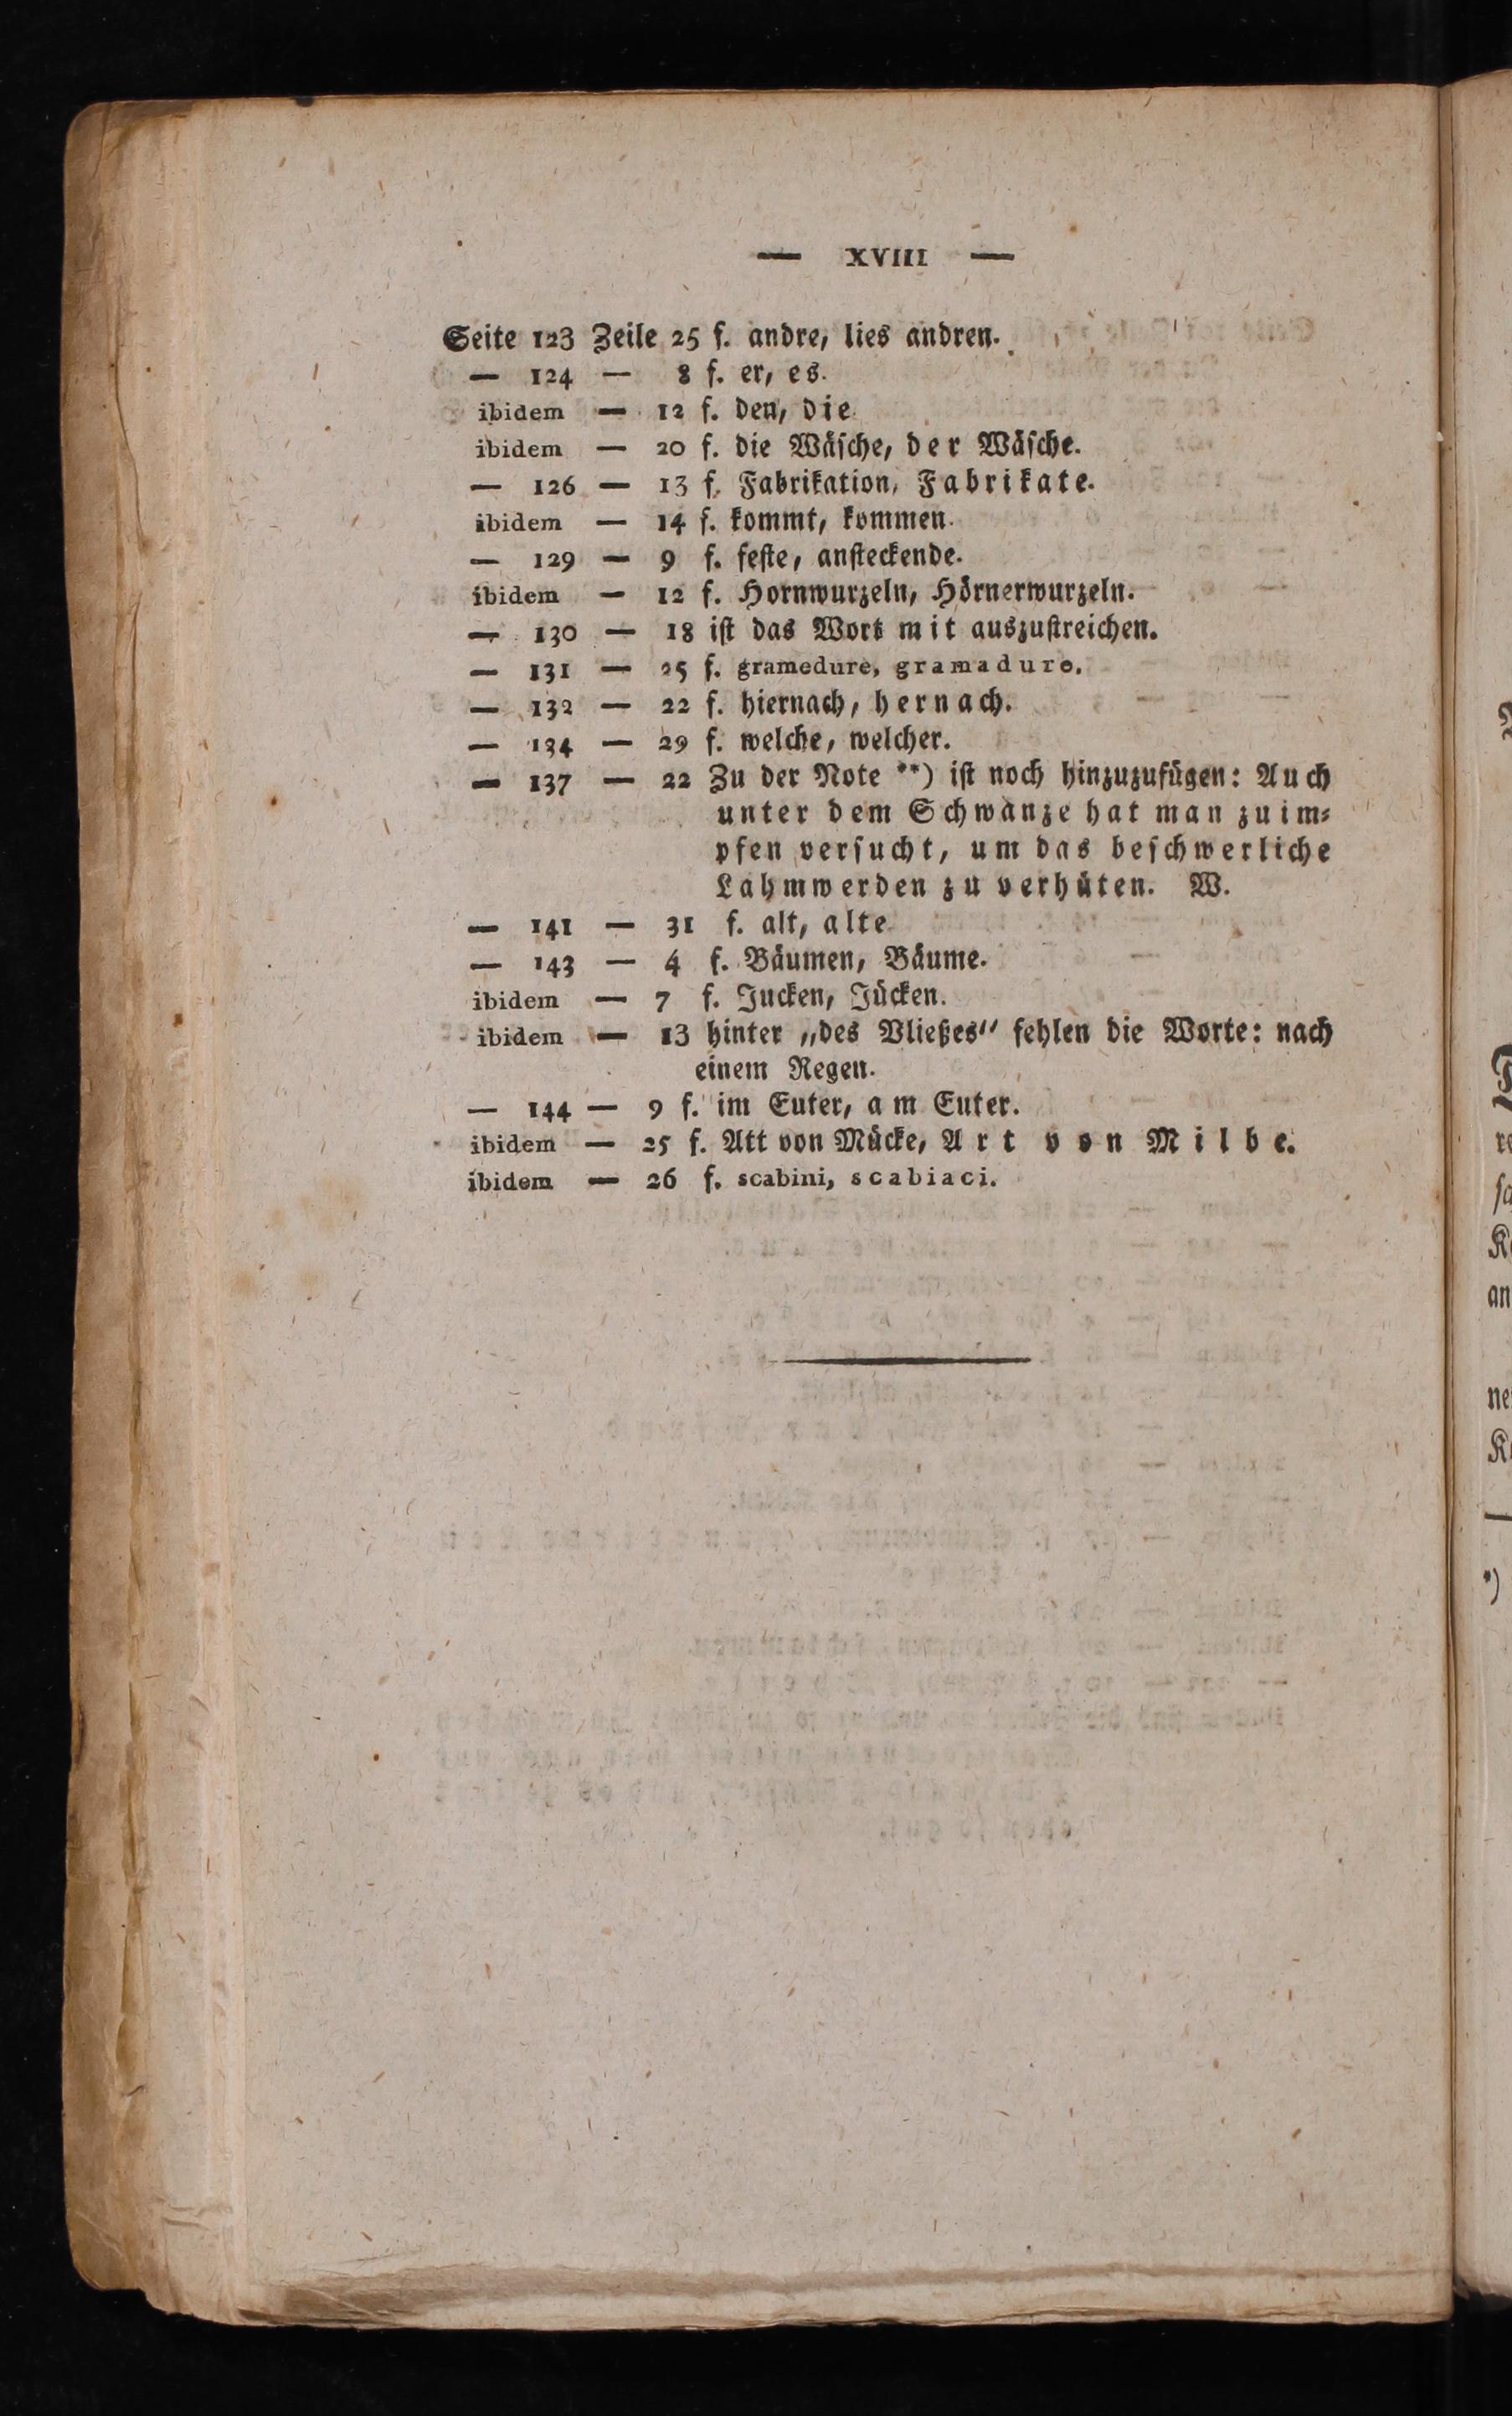 — XVIII —
Seite 123 Zeile 25 f. andre, lies andren.
— 124 — 8 f. er, es.
ibidem — 12 f. den, die
ibidem — 20 f. die Wäſche, der Wäſche.
— 126 — 13 f. Fabrikation, Fabrikate.
ibidem — 14 f. kommt, kommen.
— 129 — 9 f. feſte, anſteckende.
ibidem — 12 f. Hornwurzeln, Hörnerwurzeln.
— 130 — 18 iſt das Wort mit auszuſtreichen.
— 131 — 25 f. gramedure, gramadure.
— 132 — 22 f. hiernach, hernach.
— 134 — 29 f. welche, welcher.
— 137 — 22 Zu der Note **) iſt noch hinzuzufügen: Auch
unter dem Schwanze hat man zu im⸗
pfen verſucht, um das beſchwerliche
Lahmwerden zu verhüten. W.
— 141 — 31 f. alt, alte
— 143 — 4 f. Bäumen, Bäume.
ibidem — 7 f. Jucken, Jücken.
ibidem — 13 hinter „des Vließes“ fehlen die Worte: nach
einem Regen.
— 144 — 9 f. im Euter, am Euter.
ibidem — 25 f. Att von Mücke, Art von Milbe.
ibidem — 26 f. scabini, scabiaci.